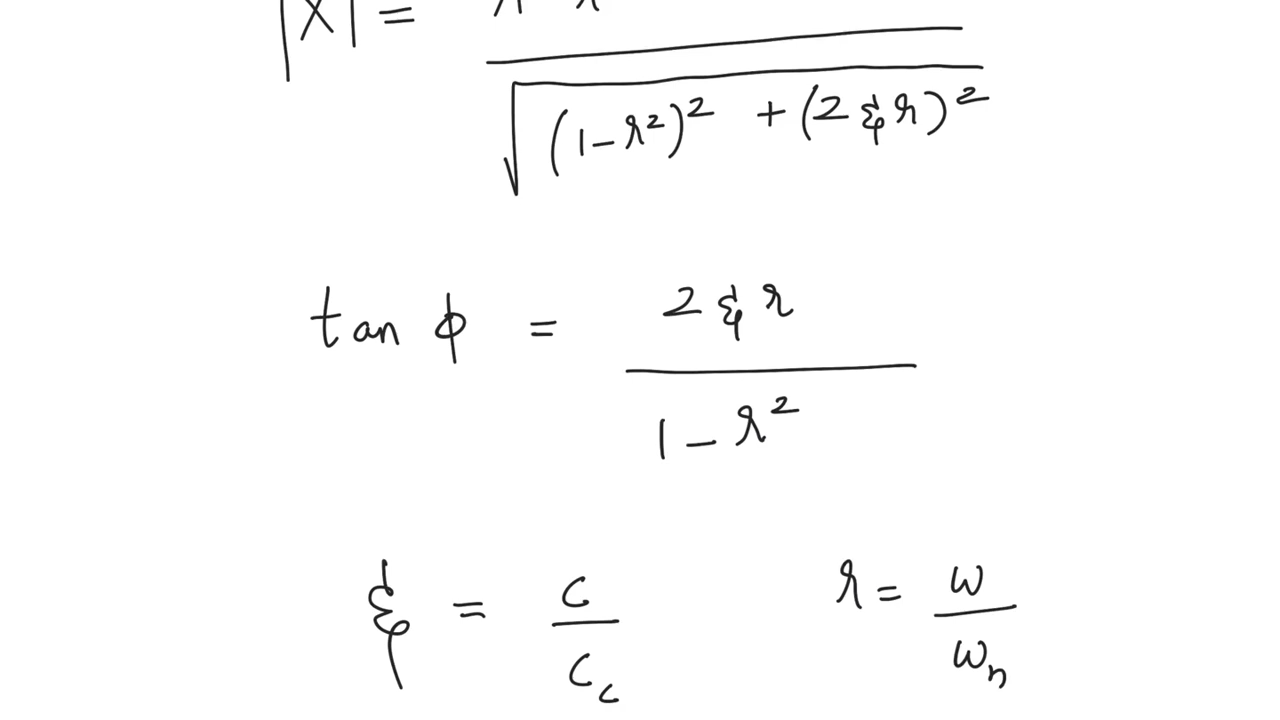 |X| =
√((1-r²)² + (2ξr)²)
tan φ = 2ξr / (1-r²)
ξ = c / c_c    r = ω / ω_n